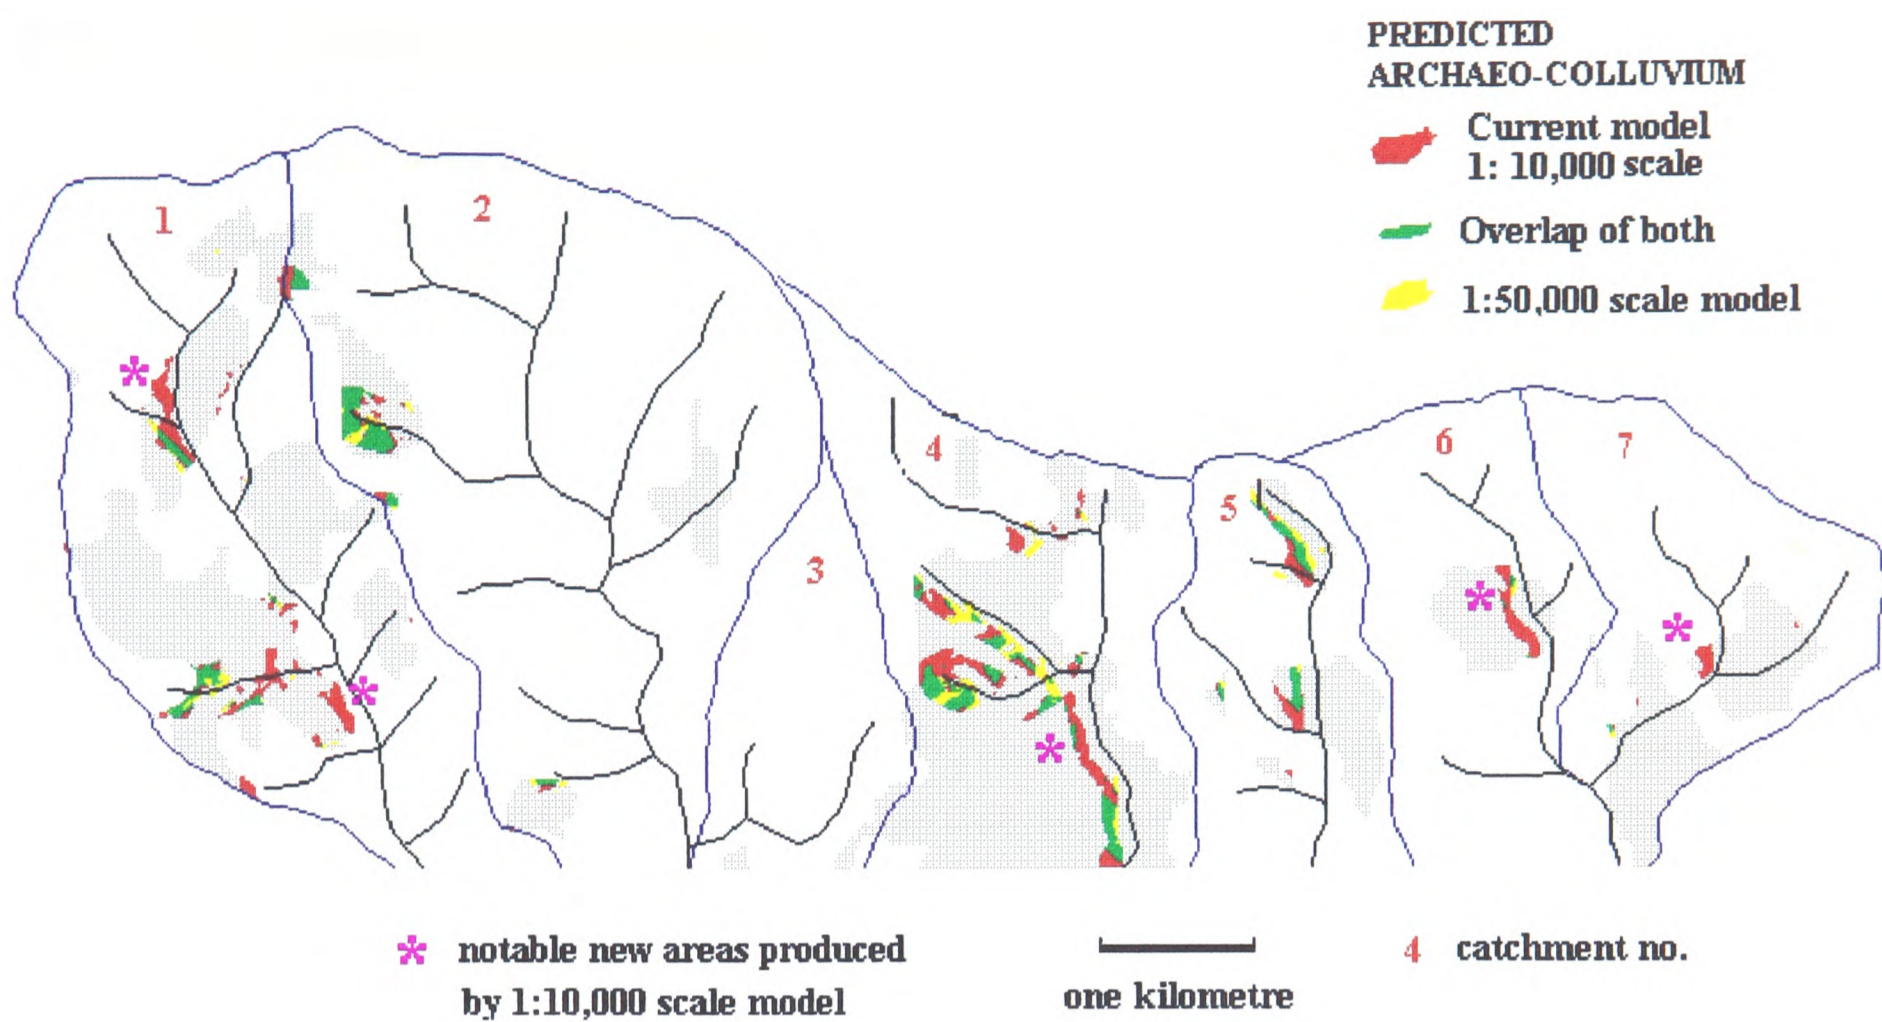 PREDICTED
ARCHAEO-COLLUVIUM
Current model
1: 10,000 scale
Overlap of both
1:50,000 scale model
1
2
3
4
5
6
7
* notable new areas produced
by 1:10,000 scale model
one kilometre
4 catchment no.